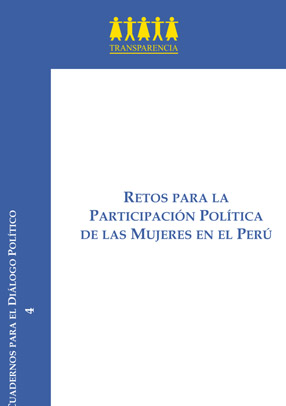 TRANSPARENCIA
RETOS PARA LA
PARTICIPACIÓN POLÍTICA
DE LAS MUJERES EN EL PERÚ
CUADERNOS PARA EL DIÁLOGO POLÍTICO
4